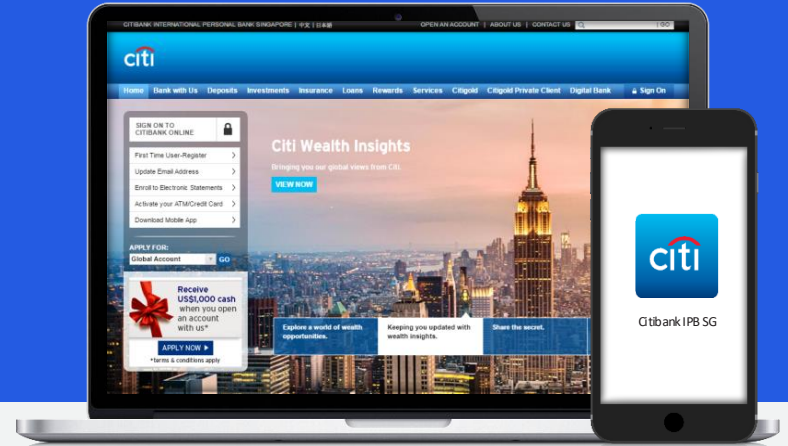 CITIBANK INTERNATIONAL PERSONAL BANK SINGAPORE | 中文 | 日本語
OPEN AN ACCOUNT | ABOUT US | CONTACT US
GO
citi
Home Bank with Us Deposits Investments Insurance Loans Rewards Services Citigold Citigold Private Client Digital Bank Sign On
SIGN ON TO
CITIBANK ONLINE
First Time User-Register
Update Email Address
Enroll to Electronic Statements
Activate your ATM/Credit Card
Download Mobile App
APPLY FOR:
Global Account GO
Receive
US$1,000 cash
when you open
an account
with us*
APPLY NOW
*terms & conditions apply
Citi Wealth Insights
Bringing you our global views from Citi.
VIEW NOW
Explore a world of wealth
opportunities.
Keeping you updated with
wealth insights.
Share the secret.
citi
Citibank IPB SG